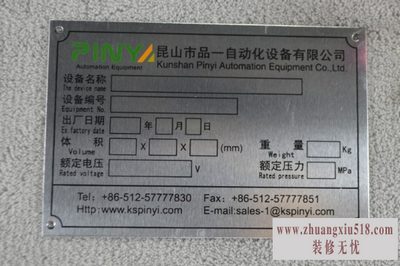 PINYI 昆山市品一自动化设备有限公司
Automation Equipment Kunshan Pinyi Automation Equipment Co.,Ltd.
设备名称
The device name
设备编号
Equipment No.
出厂日期 年 月 日
Ex factory date
体积 X X (mm) 重量 Kg
Volume Weight
额定电压 V 额定压力 MPa
Rated voltage Rated pressure
Tel: +86-512-57777830 Fax: +86-512-57777851
Http:www.kspinyi.com E-mail:sales-1@kspinyi.com
www.zhuangxiu518.com
装修无忧